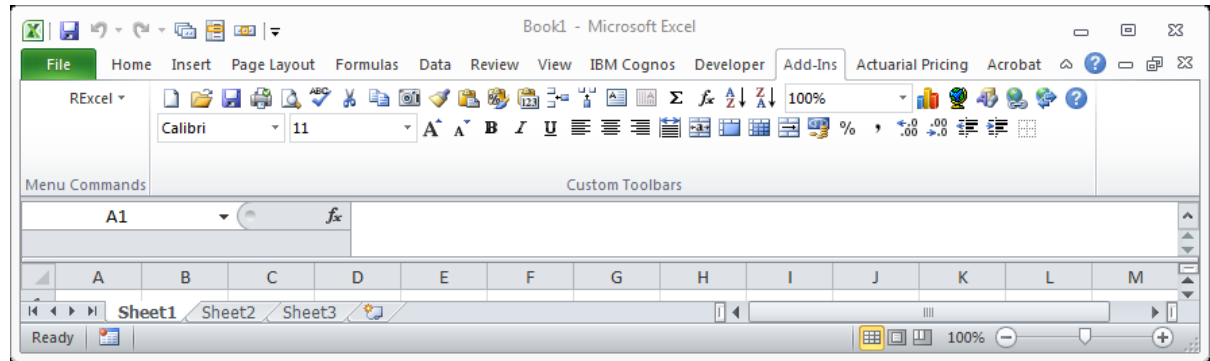 Book1 - Microsoft Excel
File Home Insert Page Layout Formulas Data Review View IBM Cognos Developer Add-Ins Actuarial Pricing Acrobat
RExcel 100%
Calibri 11
Menu Commands Custom Toolbars
A1 fx
A B C D E F G H I J K L M
Sheet1 Sheet2 Sheet3
Ready 100%